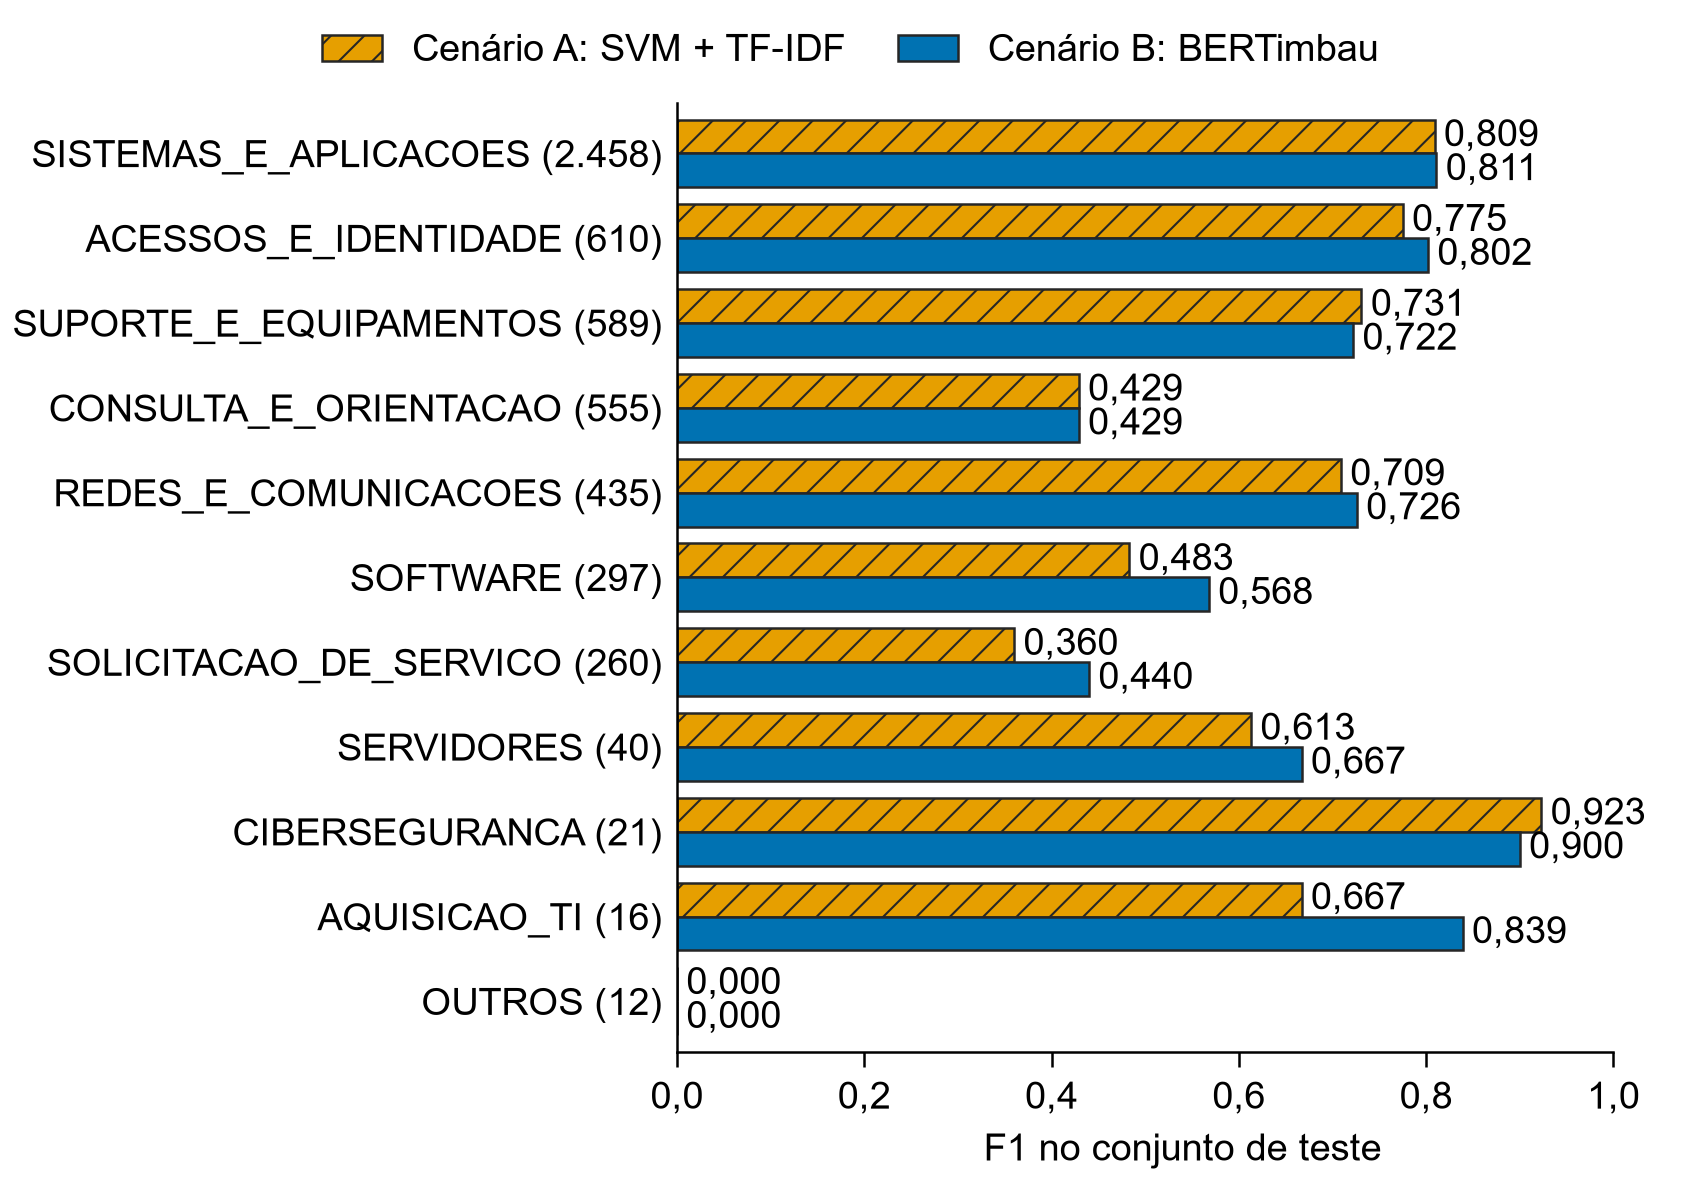 Cenário A: SVM + TF-IDF
Cenário B: BERTimbau
SISTEMAS_E_APLICACOES (2.458)
0,809
0,811
ACESSOS_E_IDENTIDADE (610)
0,775
0,802
SUPORTE_E_EQUIPAMENTOS (589)
0,731
0,722
CONSULTA_E_ORIENTACAO (555)
0,429
0,429
REDES_E_COMUNICACOES (435)
0,709
0,726
SOFTWARE (297)
0,483
0,568
SOLICITACAO_DE_SERVICO (260)
0,360
0,440
SERVIDORES (40)
0,613
0,667
CIBERSEGURANCA (21)
0,923
0,900
AQUISICAO_TI (16)
0,667
0,839
OUTROS (12)
0,000
0,000
0,0 0,2 0,4 0,6 0,8 1,0
F1 no conjunto de teste